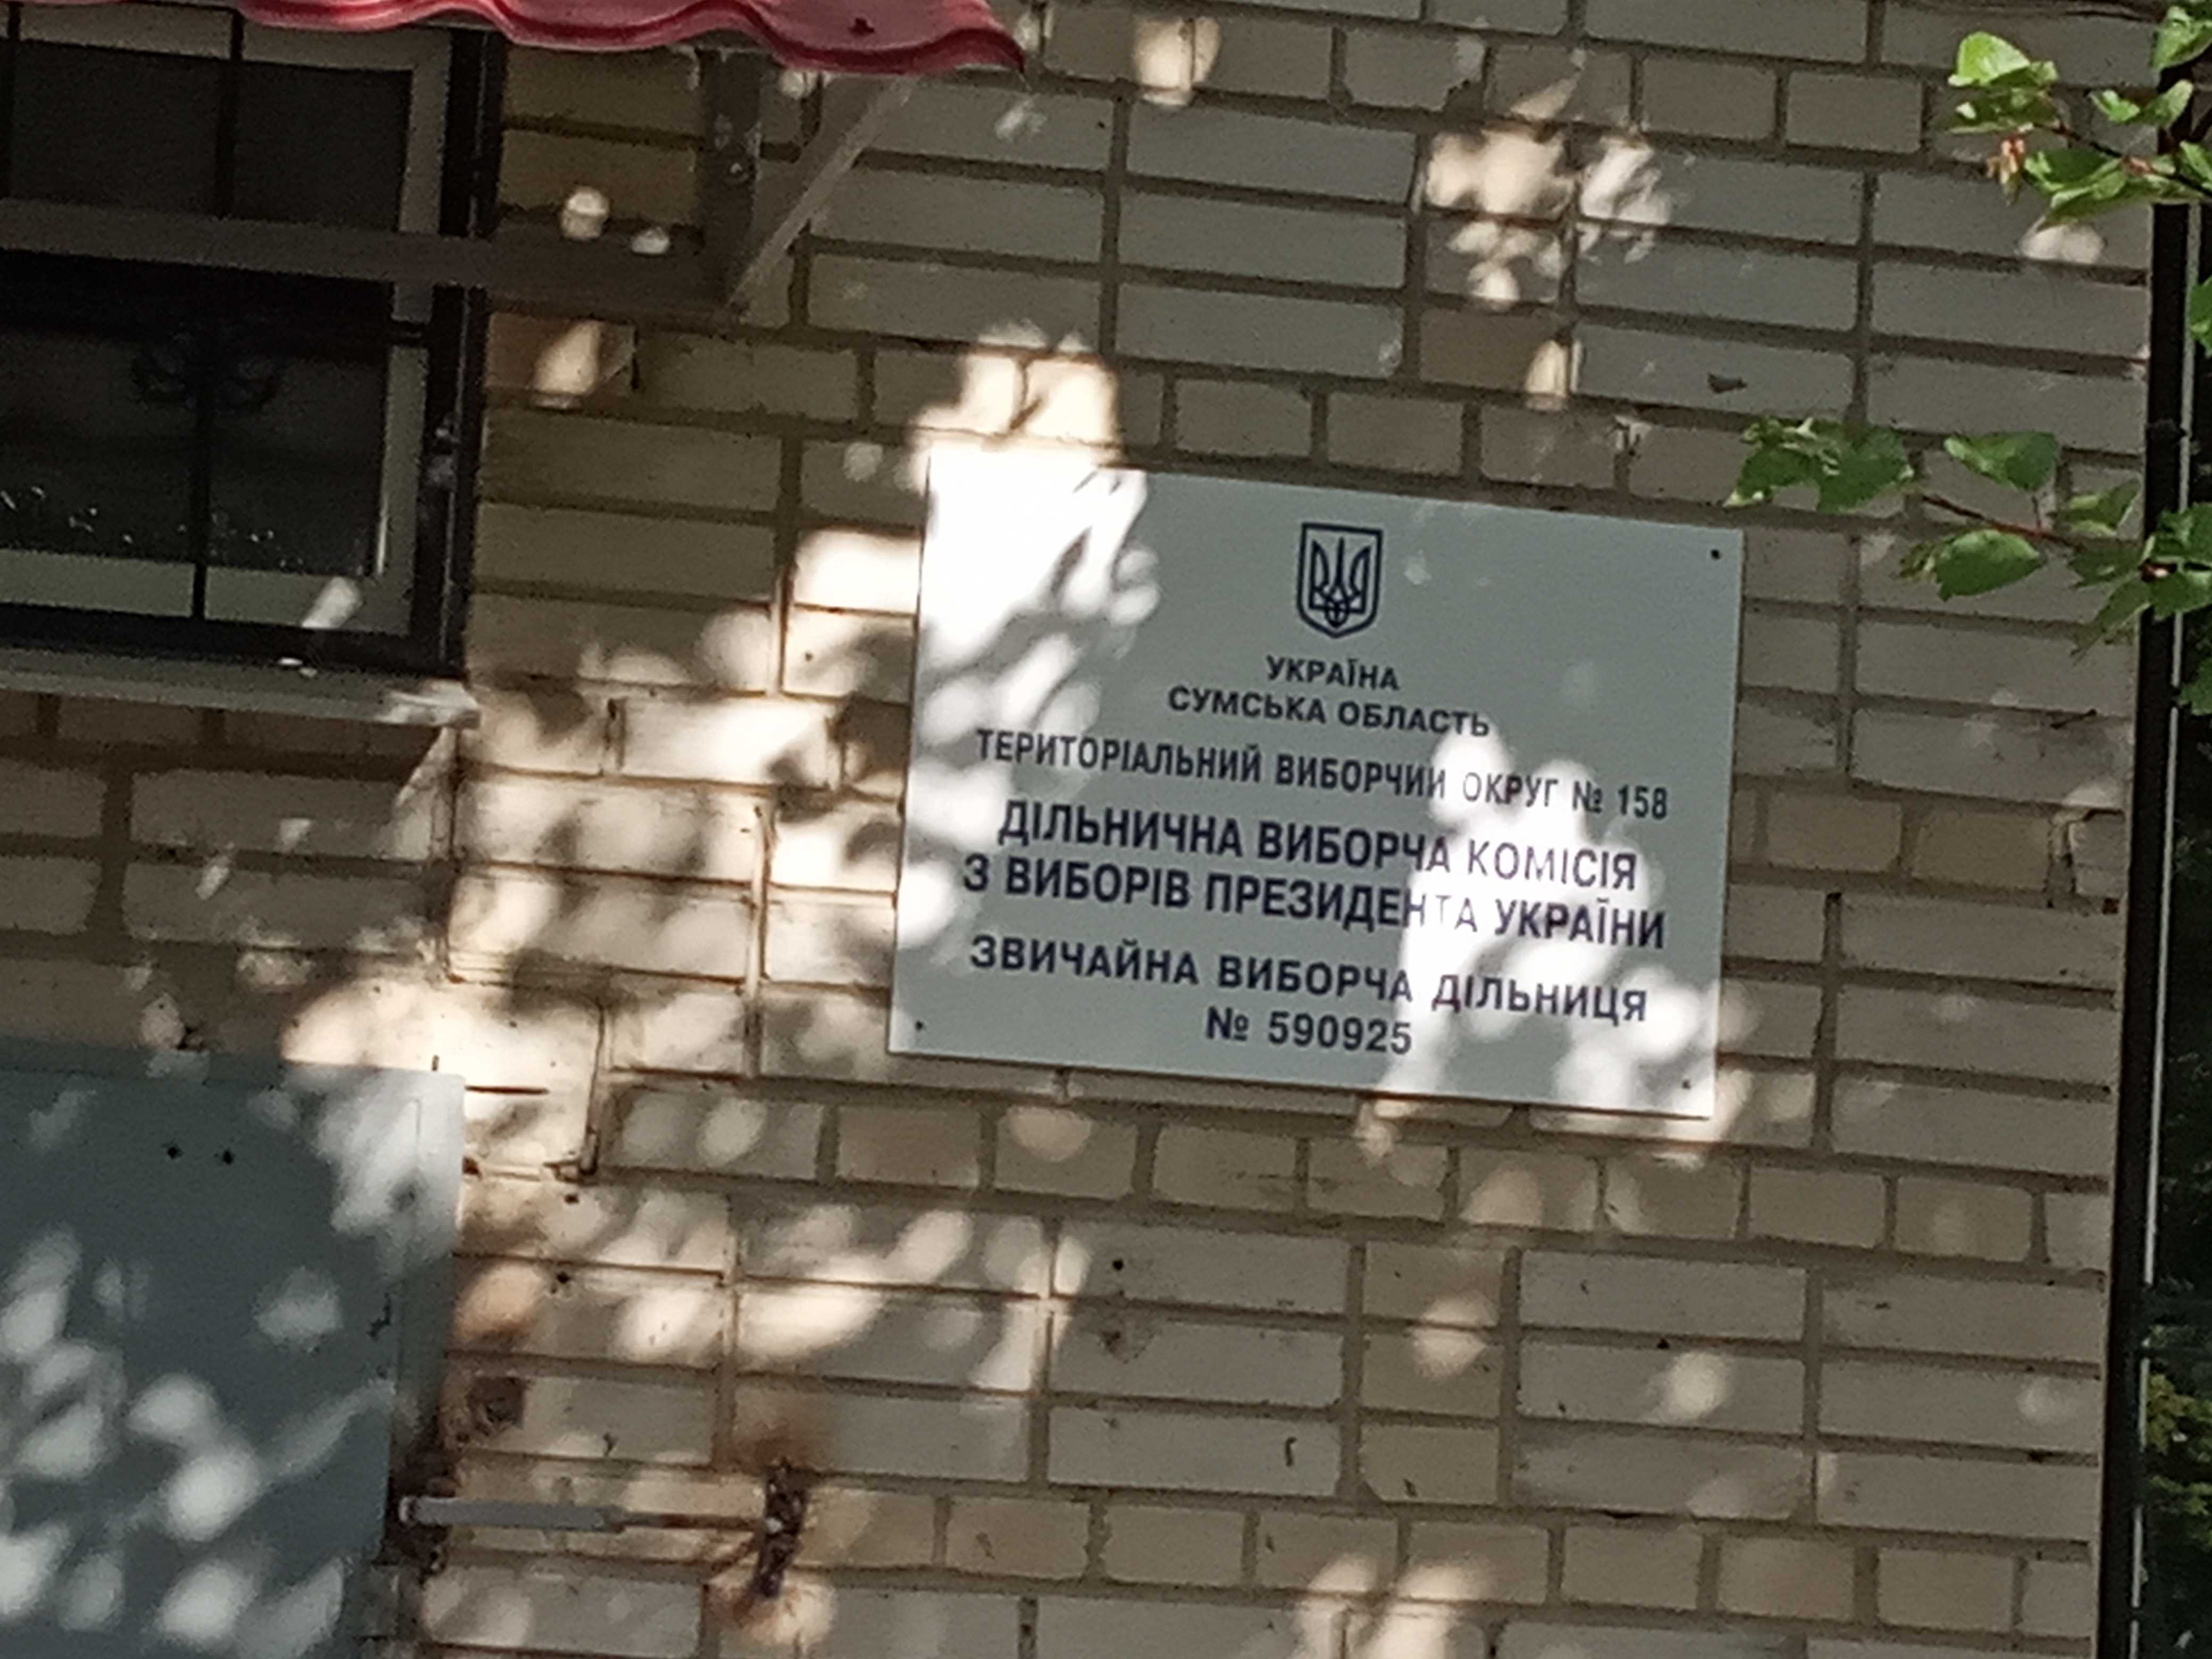 УКРАЇНА
СУМСЬКА ОБЛАСТЬ
ТЕРИТОРІАЛЬНИЙ ВИБОРЧИЙ ОКРУГ № 158
ДІЛЬНИЧНА ВИБОРЧА КОМІСІЯ
З ВИБОРІВ ПРЕЗИДЕНТА УКРАЇНИ
ЗВИЧАЙНА ВИБОРЧА ДІЛЬНИЦЯ
№ 590925